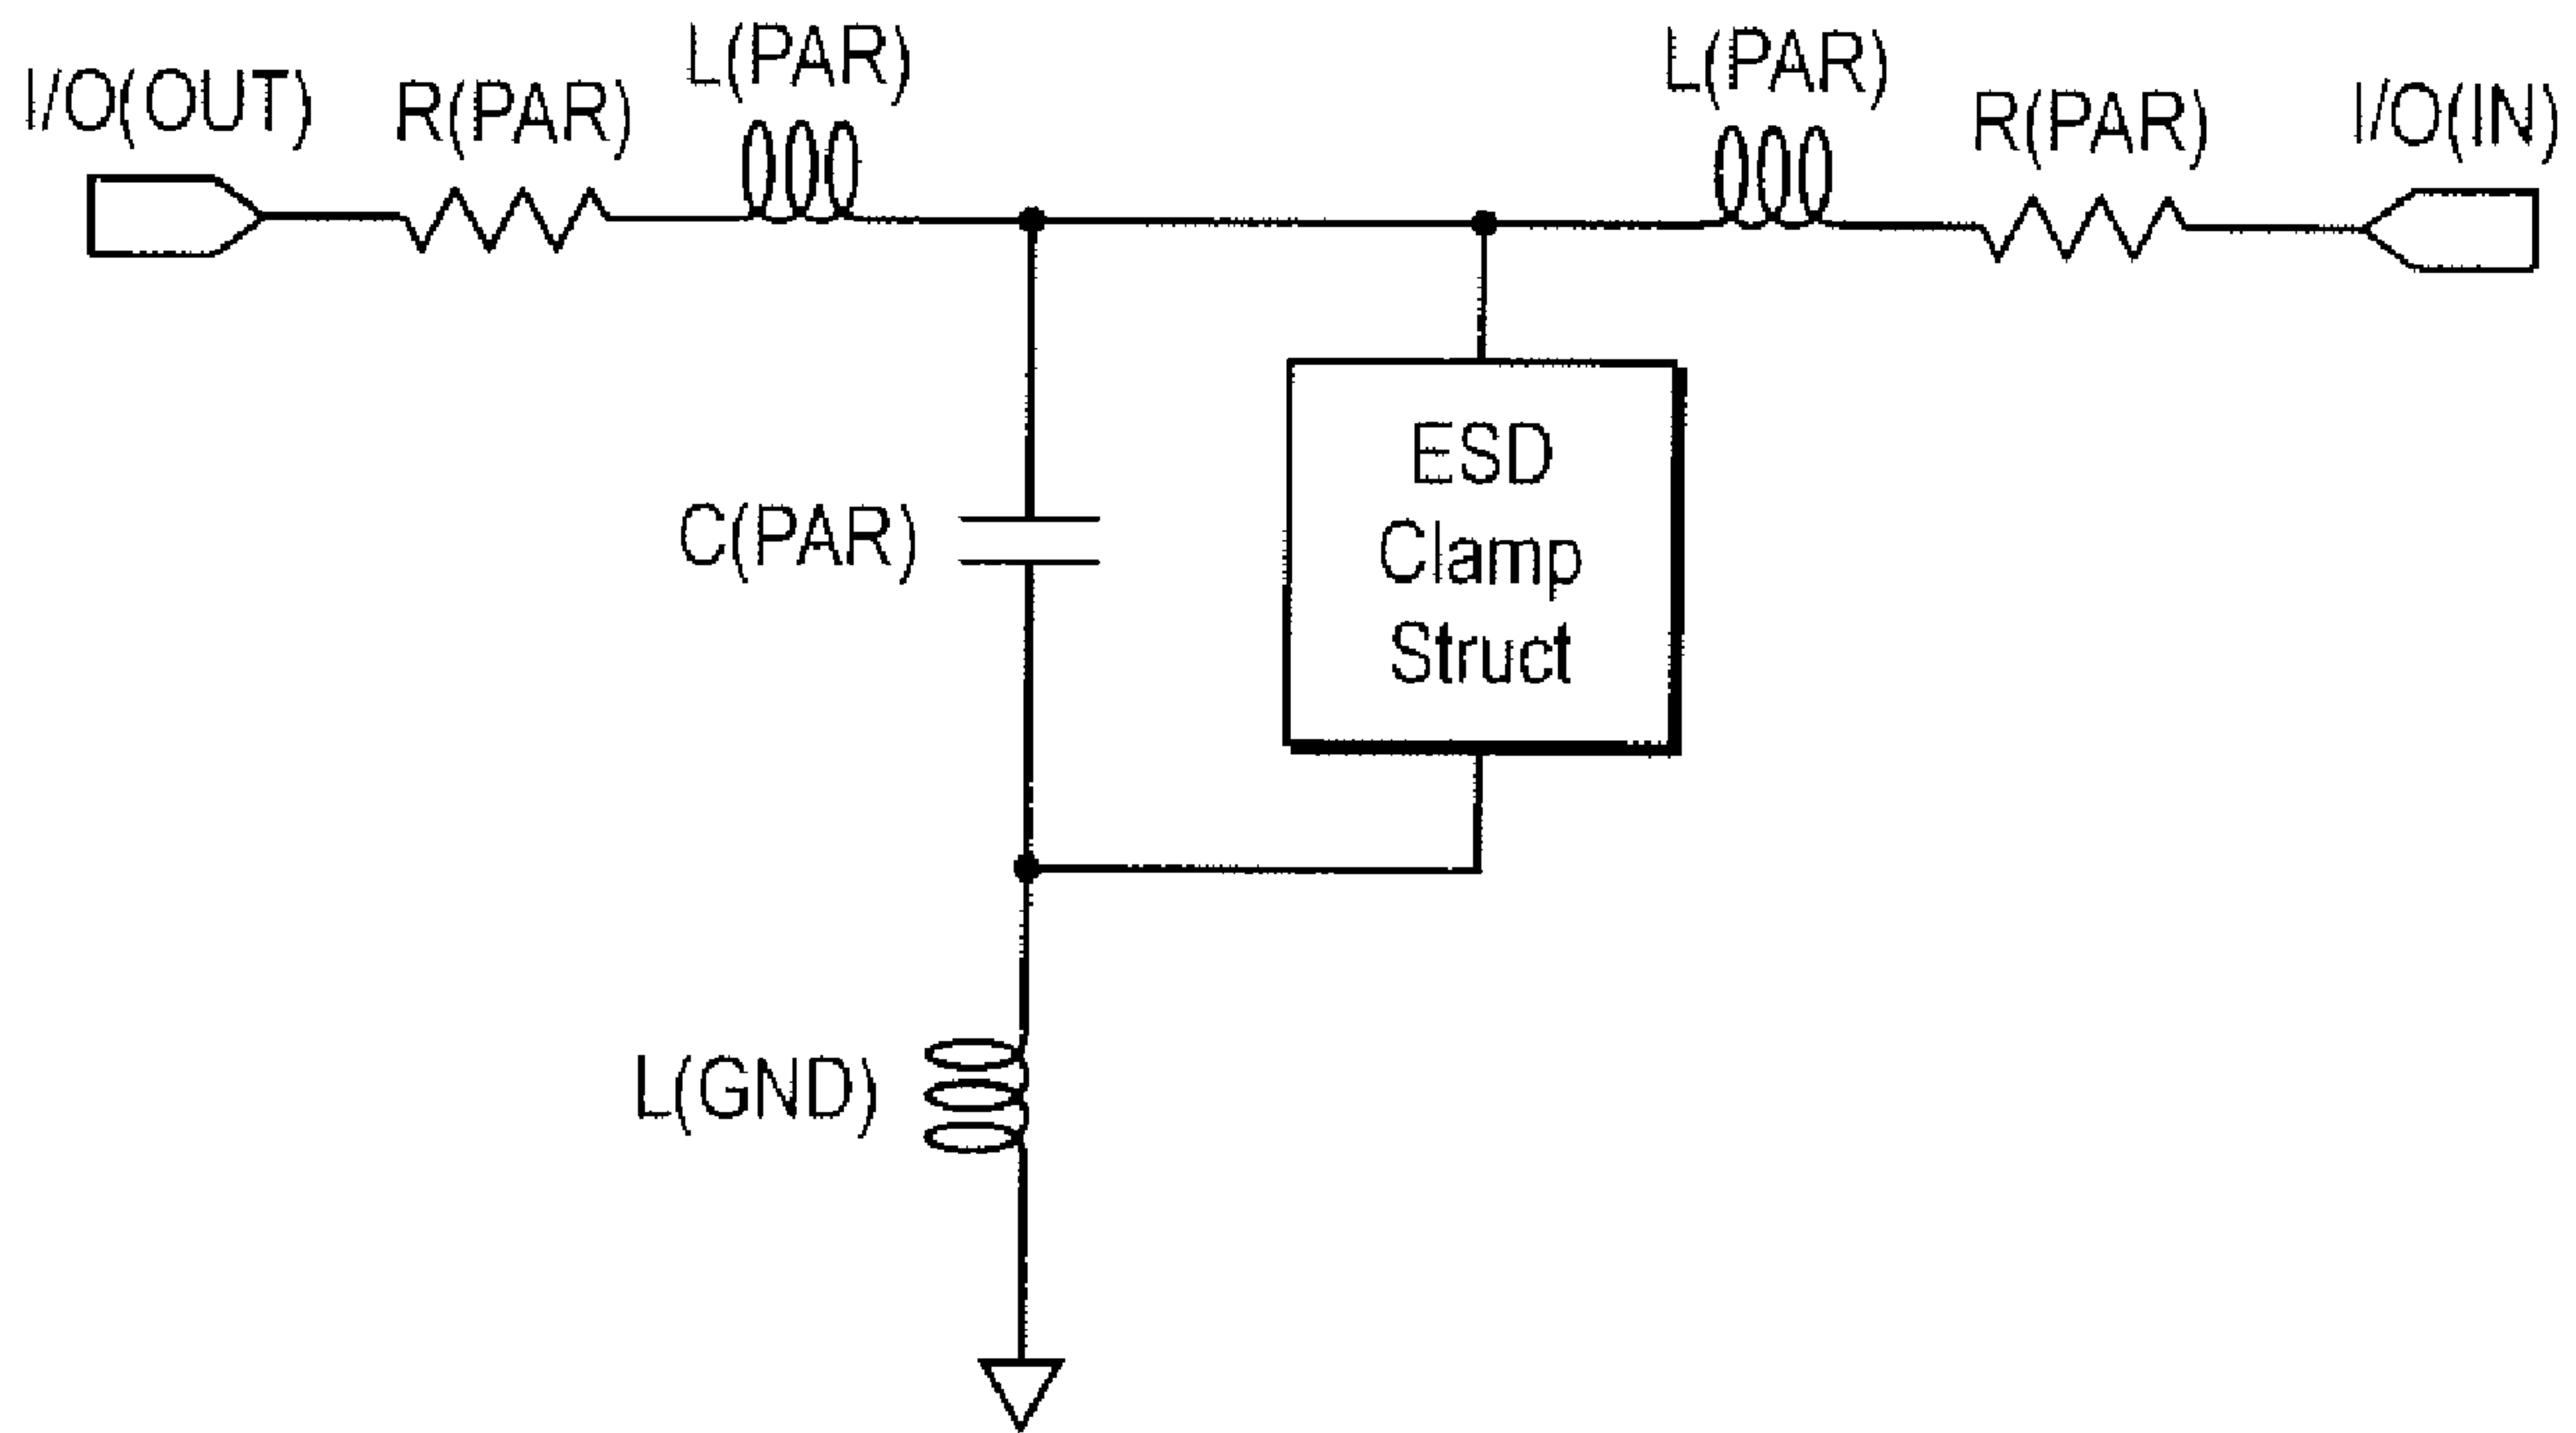 I/O(OUT)
R(PAR)
L(PAR)
L(PAR)
R(PAR)
I/O(IN)
C(PAR)
ESD
Clamp
Struct
L(GND)